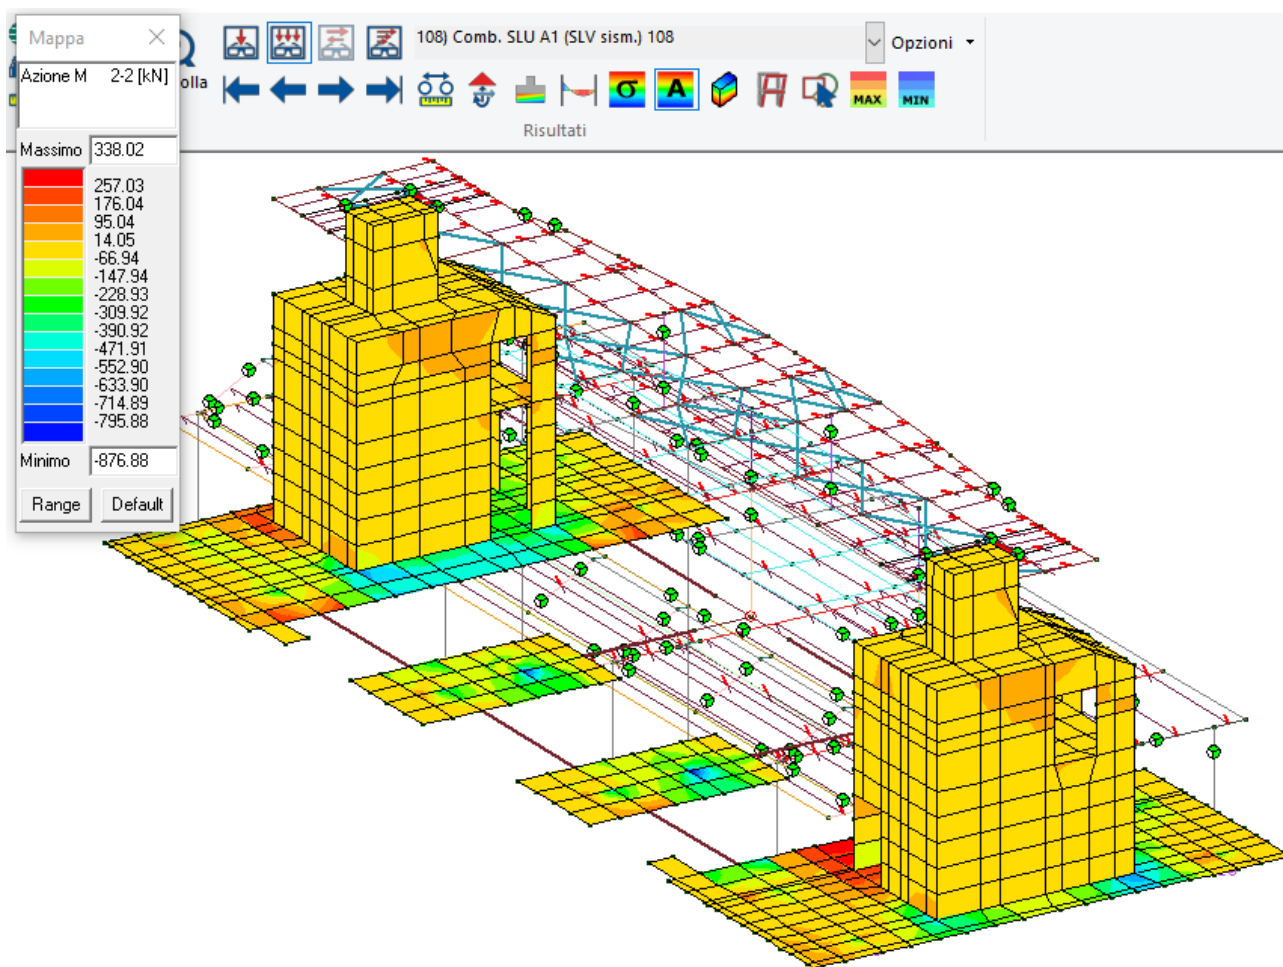 Mappa
Azione M 2-2 [kN]
Massimo 338.02
257.03
176.04
95.04
14.05
-66.94
-147.94
-228.93
-309.92
-390.92
-471.91
-552.90
-633.90
-714.89
-795.88
Minimo -876.88
Range Default
olla
108) Comb. SLU A1 (SLV sism.) 108
Opzioni
σ A MAX MIN
Risultati